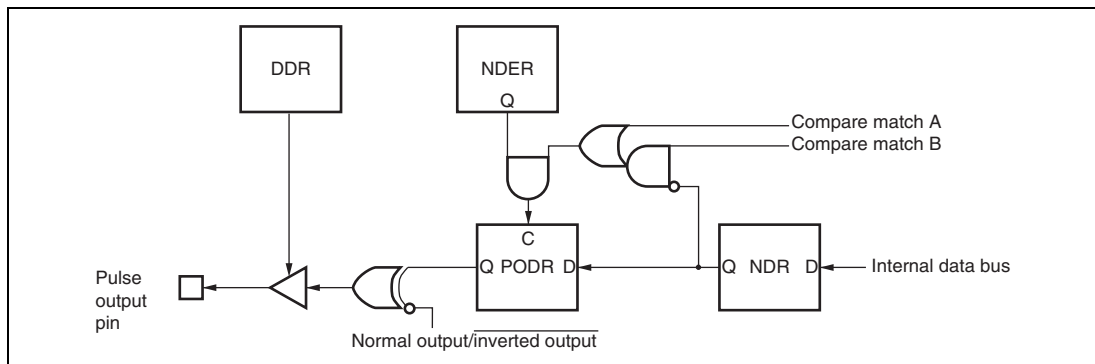 DDR
NDER
Q
Compare match A
Compare match B
C
Q PODR D
Q NDR D
Internal data bus
Pulse
output
pin
Normal output/inverted output